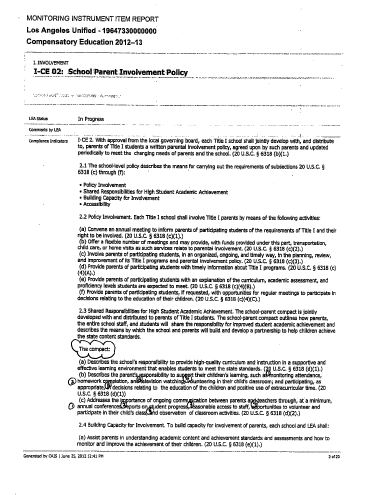 MONITORING INSTRUMENT ITEM REPORT
Los Angeles Unified - 19647330000000
Compensatory Education 2012–13
I. INVOLVEMENT
I-CE 02: School Parent Involvement Policy
LEA Status In Progress
Comments by LEA
Compliance Indicators I-CE 2. With approval from the local governing board, each Title I school shall jointly develop with, and distribute
to, parents of Title I students a written parental involvement policy, agreed upon by such parents and updated
periodically to reest the changing needs of parents and the school. (20 U.S.C. § 6318 (b)(1.)
2.1 The school-level policy describes the means for carrying out the requirements of subsections 20 U.S.C. §
6318 (c) through (f):
• Policy Involvement
• Shared Responsibilities for High Student Academic Achievement
• Building Capacity for Involvement
• Accessibility
2.2 Policy Involvement. Each Title I school shall involve Title I parents by means of the following activities:
(a) Convene an annual meeting to inform parents of participating students of the requirements of Title I and their
right to be involved. (20 U.S.C. § 6318 (c)(1).)
(b) Offer a flexible number of meetings and may provide, with funds provided under this part, transportation,
child care, or home visits as such services relate to parental involvement. (20 U.S.C. § 6318 (c)(2).)
(c) Involve parents of participating students, in an organized, ongoing, and timely way, in the planning, review,
and improvement of its Title I programs and parental involvement policy. (20 U.S.C. § 6318 (c)(3).)
(d) Provide parents of participating students with timely information about Title I programs. (20 U.S.C. § 6318 (c)
(4)(A).)
(e) Provide parents of participating students with an explanation of the curriculum, academic assessment, and
proficiency levels students are expected to meet. (20 U.S.C. § 6318 (c)(4)(B).)
(f) Provide parents of participating students, if requested, with opportunities for regular meetings to participate in
decisions relating to the education of their children. (20 U.S.C. § 6318 (c)(4)(C).)
2.3 Shared Responsibilities for High Student Academic Achievement. The school-parent compact is jointly
developed with and distributed to parents of Title I students. The school-parent compact outlines how parents,
the entire school staff, and students will share the responsibility for improved student academic achievement and
describes the means by which the school and parents will build and develop a partnership to help children achieve
the state content standards.
The compact:
(a) Describes the school's responsibility to provide high-quality curriculum and instruction in a supportive and
effective learning environment that enables students to meet the state standards. (20 U.S.C. § 6318 (d)(1).)
(b) Describes the parents' responsibility to support their children's learning, such as monitoring attendance,
homework completion, and television watching; volunteering in their child's classroom; and participating, as
appropriate, in decisions relating to the education of their children and positive use of extracurricular time. (20
U.S.C. § 6318 (d)(1))
(c) Addresses the importance of ongoing communication between parents and teachers through, at a minimum,
annual conferences, reports on student progress, reasonable access to staff, opportunities to volunteer and
participate in their child's class and observation of classroom activities. (20 U.S.C. § 6318 (d)(2).)
2.4 Building Capacity for Involvement. To build capacity for involvement of parents, each school and LEA shall:
(a) Assist parents in understanding academic content and achievement standards and assessments and how to
monitor and improve the achievement of their children. (20 U.S.C. § 6318 (e)(1).)
Generated by CAIS | June 25, 2013 12:41 PM 3 of 20